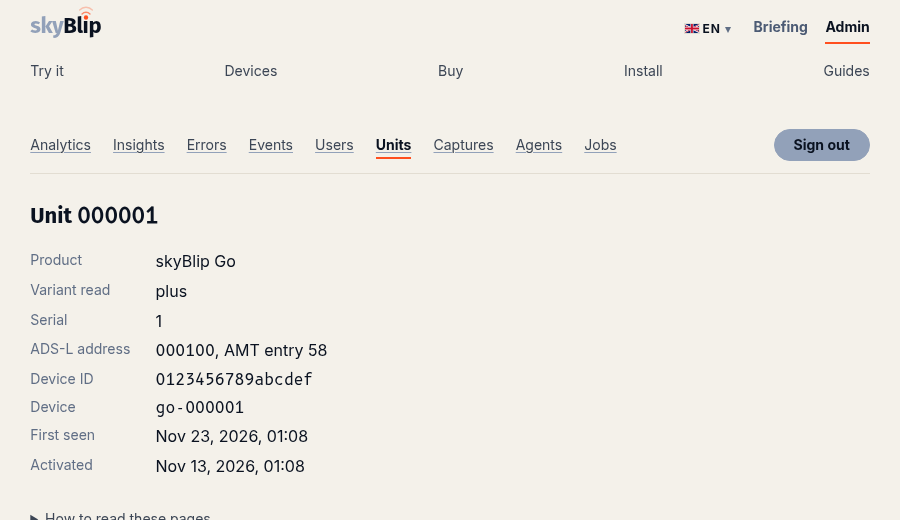 skyBlip
EN ▾ Briefing Admin
Try it Devices Buy Install Guides
Analytics Insights Errors Events Users Units Captures Agents Jobs Sign out
Unit 000001
Product skyBlip Go
Variant read plus
Serial 1
ADS-L address 000100, AMT entry 58
Device ID 0123456789abcdef
Device go-000001
First seen Nov 23, 2026, 01:08
Activated Nov 13, 2026, 01:08
▶ How to read these pages